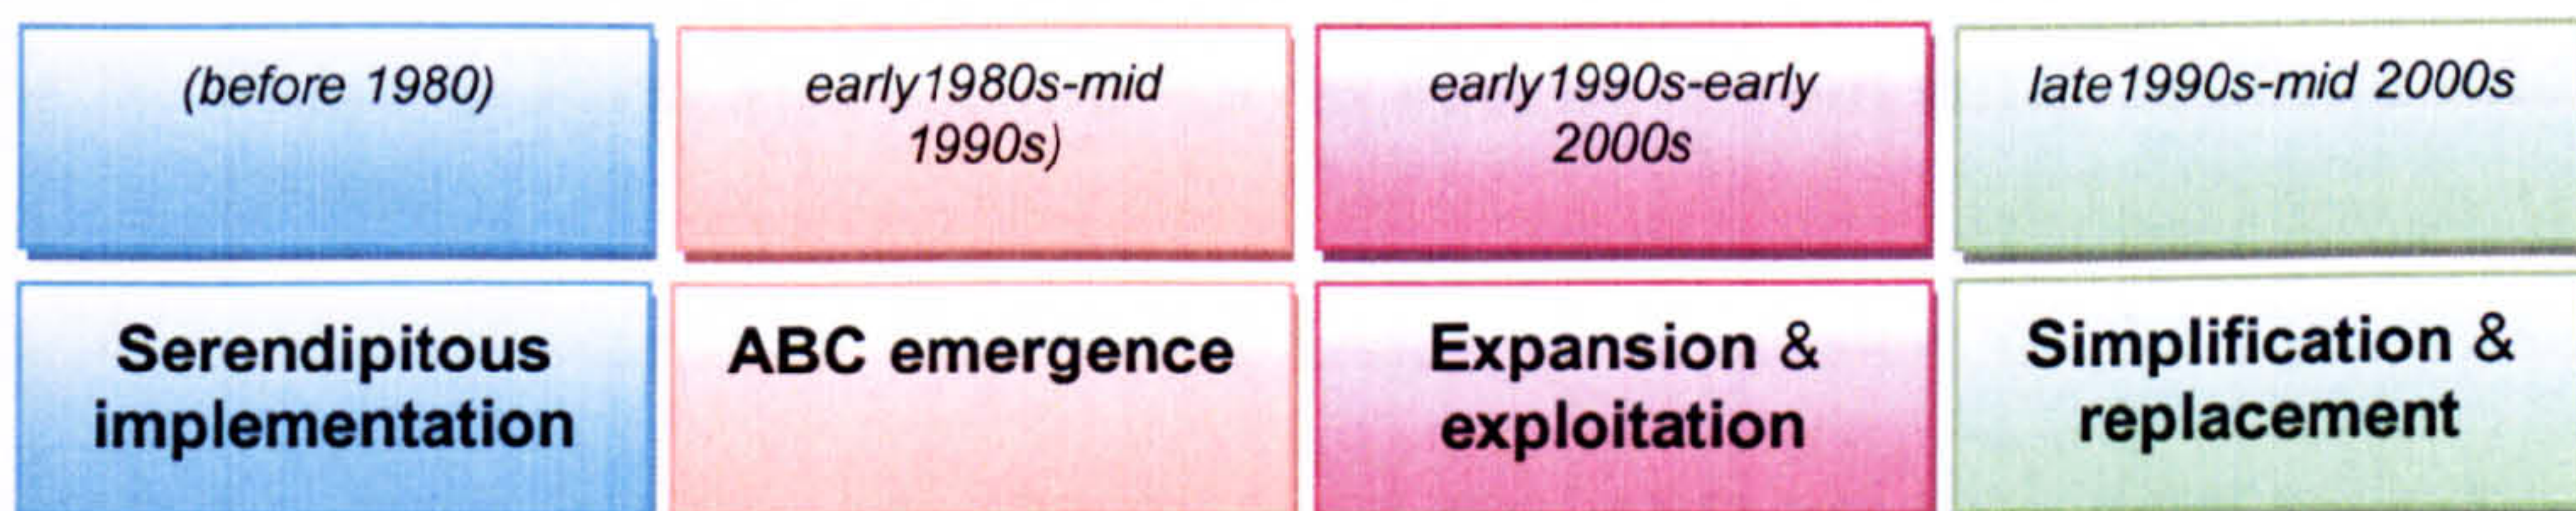 (before 1980)
early1980s-mid
1990s)
early1990s-early
2000s
late1990s-mid 2000s
Serendipitous
implementation
ABC emergence
Expansion &
exploitation
Simplification &
replacement